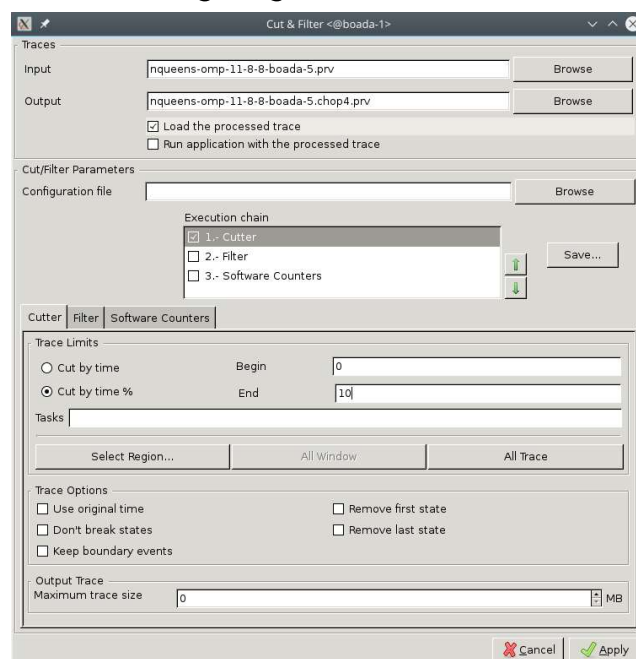 Cut & Filter <@boada-1>
Traces
Input nqueens-omp-11-8-8-boada-5.prv Browse
Output nqueens-omp-11-8-8-boada-5.chop4.prv Browse
Load the processed trace
Run application with the processed trace
Cut/Filter Parameters
Configuration file Browse
Execution chain
1.- Cutter
2.- Filter
3.- Software Counters
Save...
Cutter Filter Software Counters
Trace Limits
Cut by time Begin 0
Cut by time % End 10
Tasks
Select Region... All Window All Trace
Trace Options
Use original time Remove first state
Don't break states Remove last state
Keep boundary events
Output Trace
Maximum trace size 0 MB
Cancel Apply